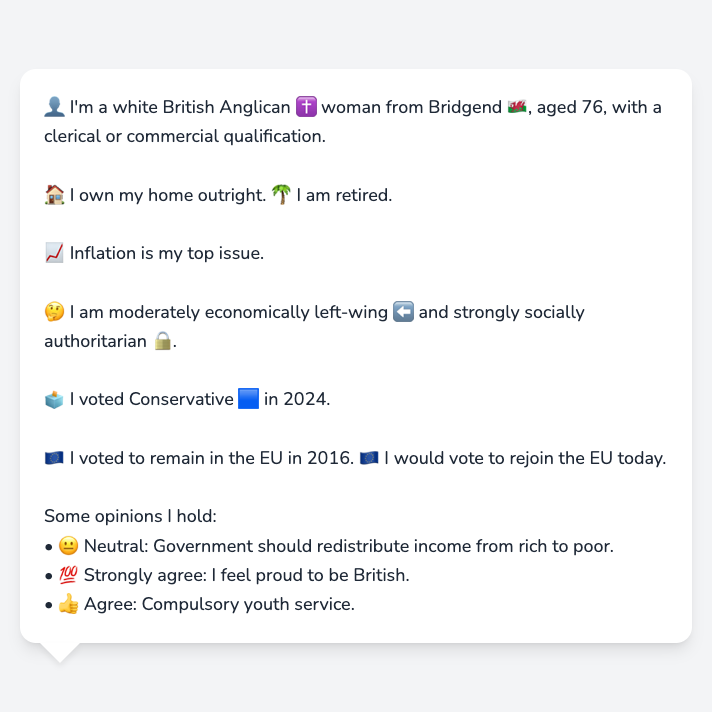 👤 I'm a white British Anglican ✝️ woman from Bridgend 🏴󠁧󠁢󠁷󠁬󠁳󠁿, aged 76, with a
clerical or commercial qualification.
🏠 I own my home outright. 🌴 I am retired.
📈 Inflation is my top issue.
🤔 I am moderately economically left-wing ⬅️ and strongly socially
authoritarian 🔒.
🗳️ I voted Conservative 🟦 in 2024.
🇪🇺 I voted to remain in the EU in 2016. 🇪🇺 I would vote to rejoin the EU today.
Some opinions I hold:
• 😐 Neutral: Government should redistribute income from rich to poor.
• 💯 Strongly agree: I feel proud to be British.
• 👍 Agree: Compulsory youth service.